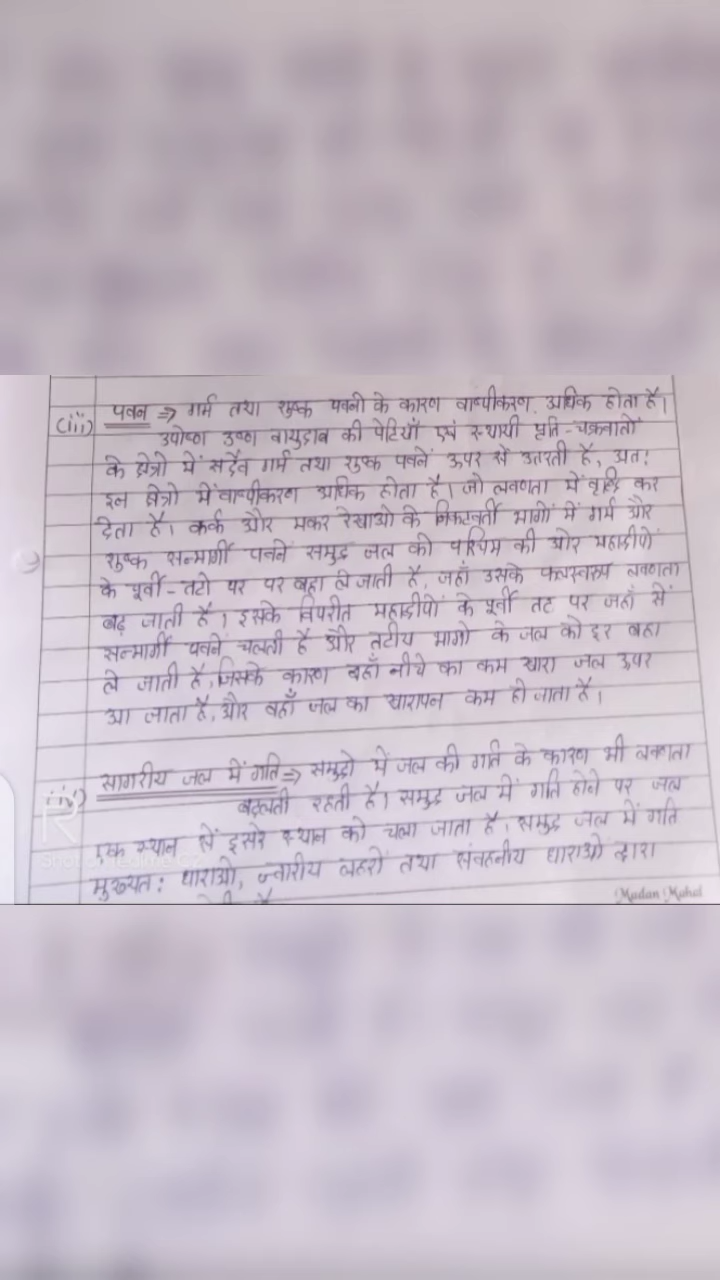 (iii) पवन ⇒ गर्म तथा शुष्क पवनो के कारण वाष्पीकरण अधिक होता है।
उपोष्ण उष्ण वायुदाब की पेटियाँ एवं स्थायी प्रति-चक्रवातो
के क्षेत्रो में सदैव गर्म तथा शुष्क पवनें ऊपर से उतरती है, अतः
इन क्षेत्रो में वाष्पीकरण अधिक होता है। जो लवणता में वृद्धि कर
देता है। कर्क और मकर रेखाओ के निकटवर्ती भागों में गर्म और
शुष्क सन्मार्गी पवनें समुद्र जल को पश्चिम की ओर महाद्वीपो
के पूर्वी-तटो पर पर बहा ले जाती है, जहाँ उसके फलस्वरूप लवणता
बढ़ जाती है। इसके विपरीत महाद्वीपों के पूर्वी तट पर जहाँ सें
सन्मार्गी पवनें चलती है और तटीय भागो के जल को दूर बहा
ले जाती है, जिसके कारण वहाँ नीचे का कम खारा जल ऊपर
आ जाता है, और वहाँ जल का खारापन कम हो जाता है।
(iv) सागरीय जल में गति ⇒ समुद्रो में जल की गति के कारण भी लवणता
बदलती रहती है। समुद्र जल में गति होने पर जल
एक स्थान सें दूसरे स्थान को चला जाता है, समुद्र जल में गति
मुख्यत: धाराओ, ज्वारीय लहरों तथा संवहनीय धाराओ द्वारा
Madan Mahal